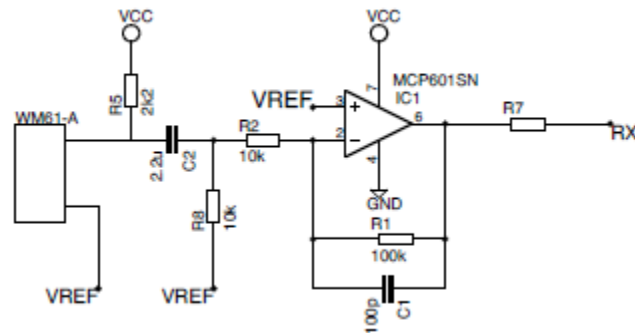 VCC
VCC
R5
2k2
WM61-A
MCP601SN
IC1
VREF
3
7
6
2
4
R2
10k
R7
RX
2.2u
C2
R8
10k
GND
R1
100k
VREF
VREF
100p
C1